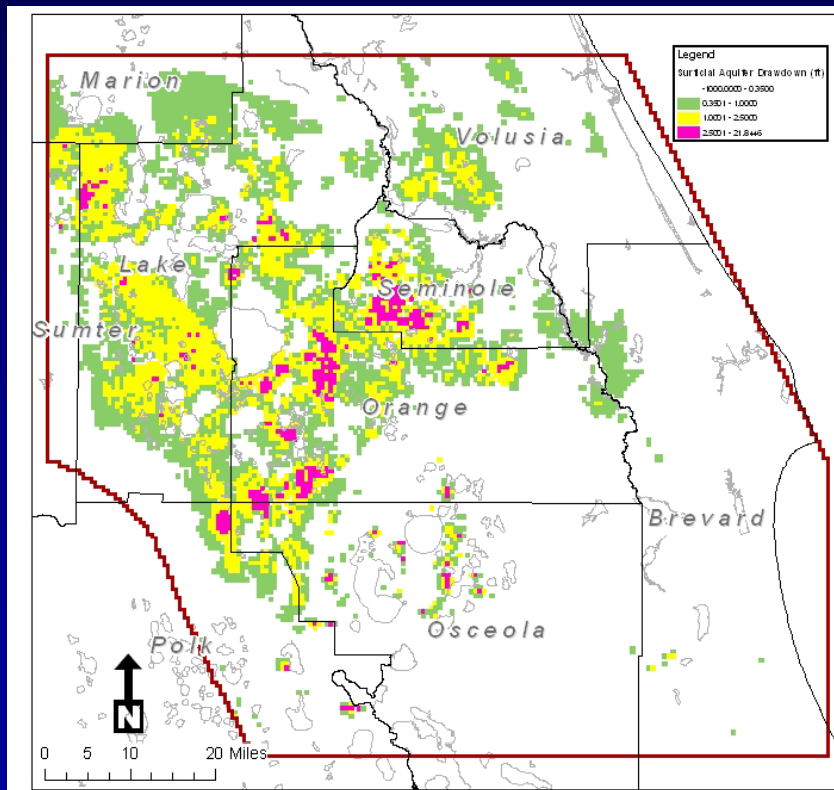 Legend
Surficial Aquifer Drawdown (ft)
-1000.0000 - 0.3500
0.3501 - 1.0000
1.0001 - 2.5000
2.5001 - 21.8446
Marion
Volusia
Lake
Seminole
Sumter
Orange
Brevard
Osceola
Polk
N
0 5 10 20 Miles